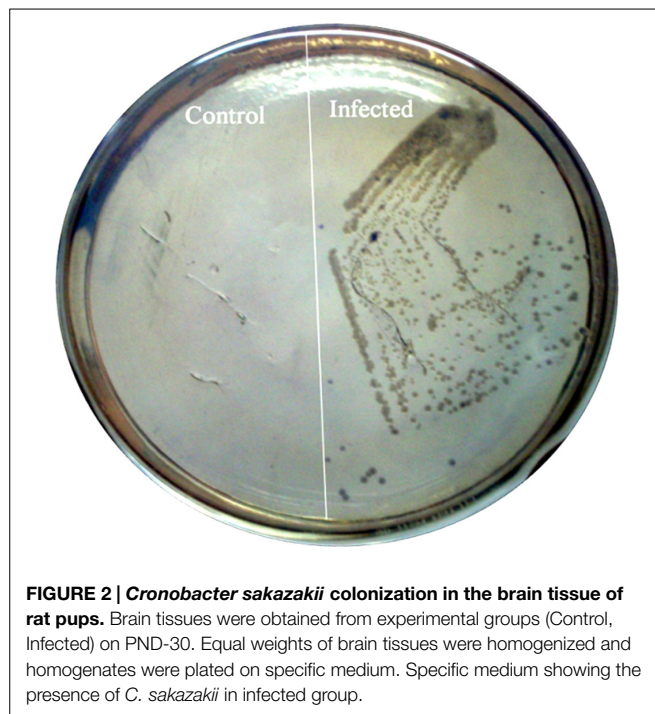 Control
Infected
FIGURE 2 | Cronobacter sakazakii colonization in the brain tissue of
rat pups. Brain tissues were obtained from experimental groups (Control,
Infected) on PND-30. Equal weights of brain tissues were homogenized and
homogenates were plated on specific medium. Specific medium showing the
presence of C. sakazakii in infected group.